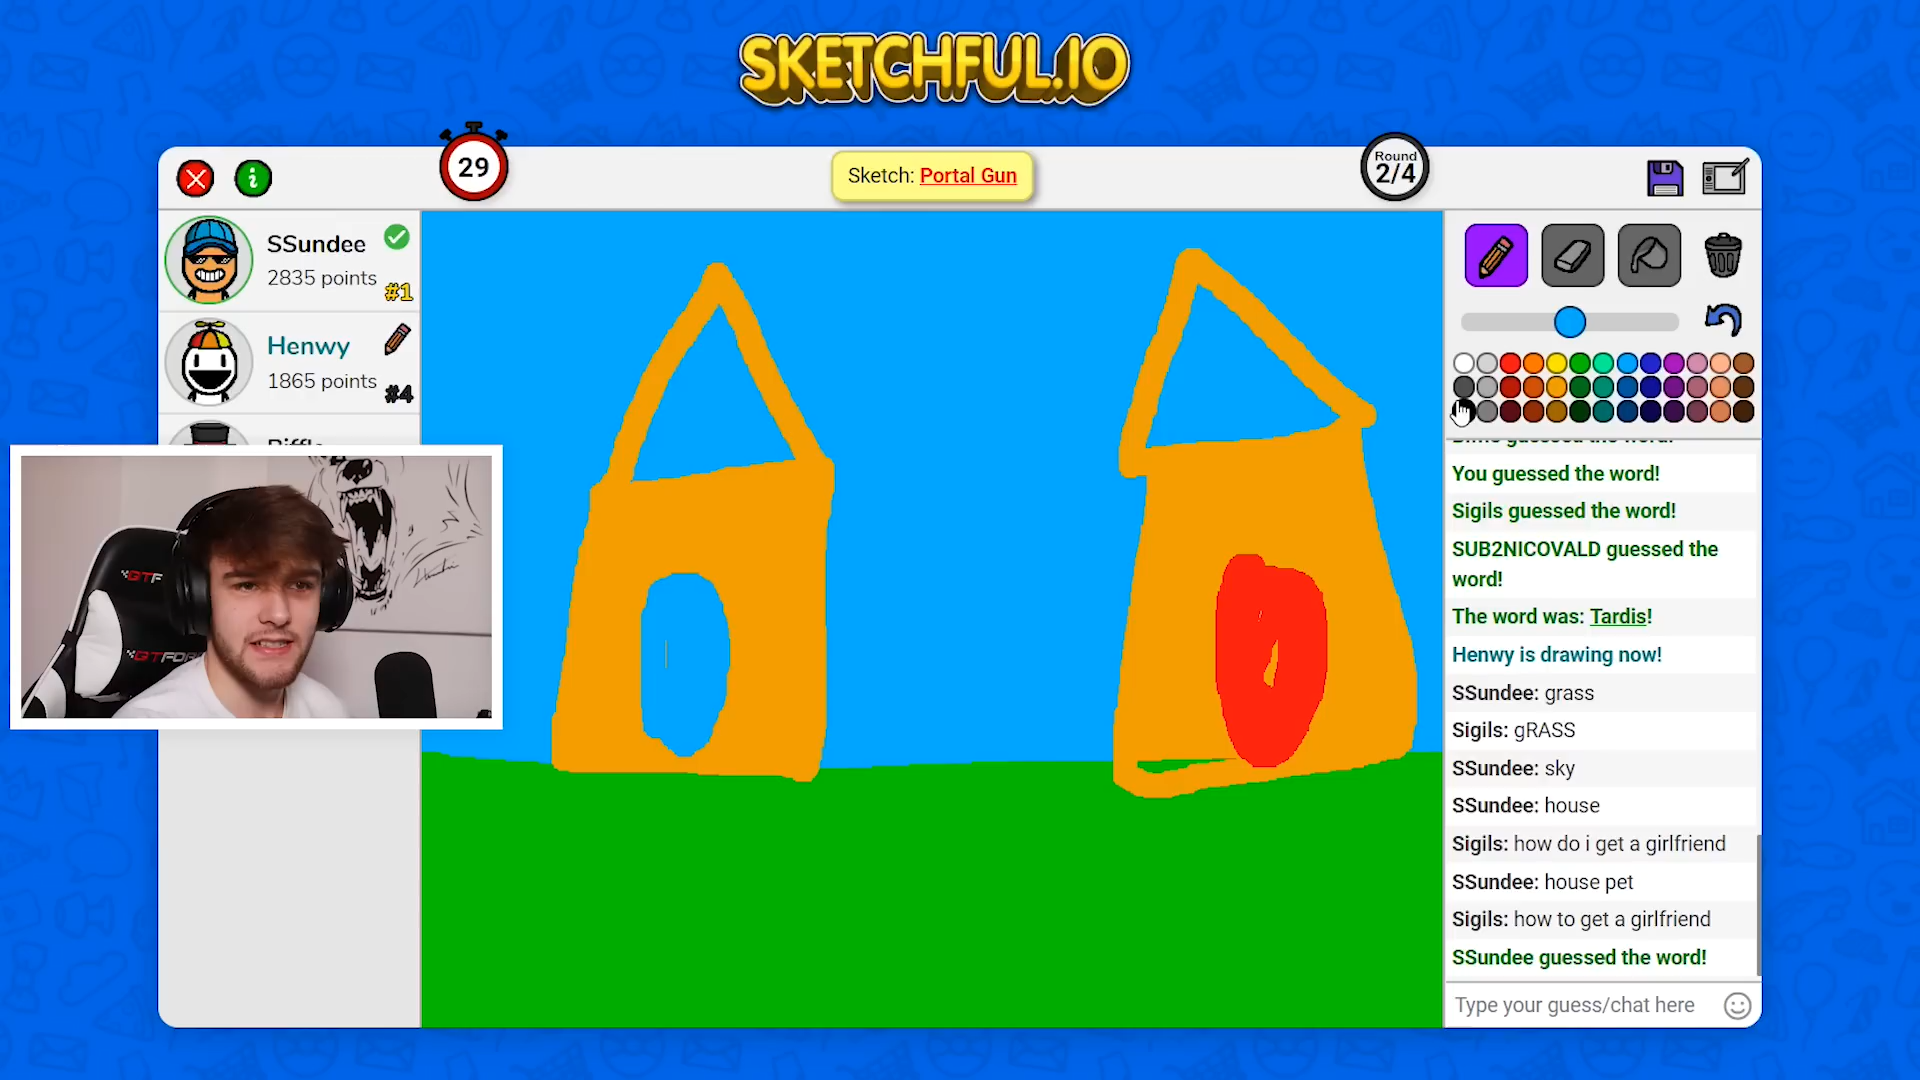 SKETCHFUL.IO
29
Sketch: Portal Gun
Round
2/4
SSundee
2835 points
#1
Henwy
1865 points
#4
You guessed the word!
Sigils guessed the word!
SUB2NICOVALD guessed the
word!
The word was: Tardis!
Henwy is drawing now!
SSundee: grass
Sigils: gRASS
SSundee: sky
SSundee: house
Sigils: how do i get a girlfriend
SSundee: house pet
Sigils: how to get a girlfriend
SSundee guessed the word!
Type your guess/chat here